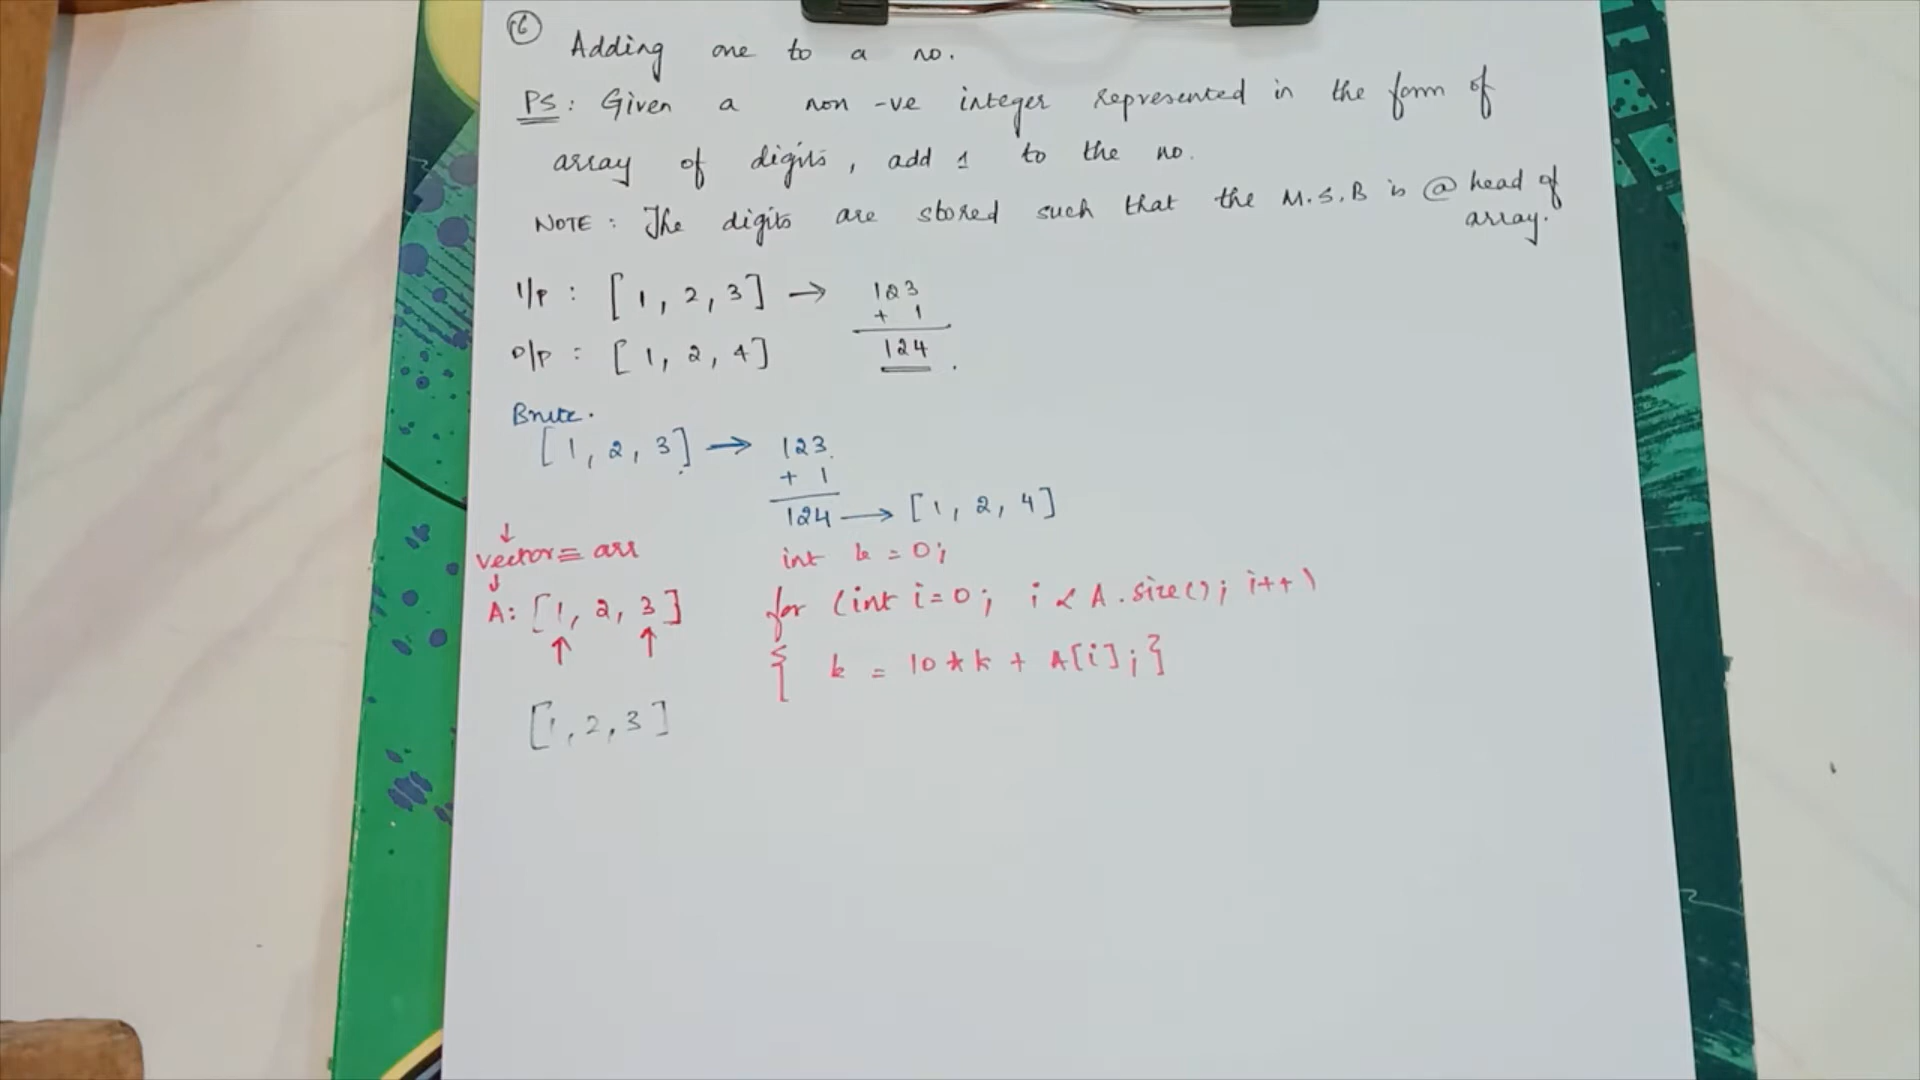 16
Adding one to a no.
PS: Given a non -ve integer represented in the form of
array of digits, add 1 to the no.
NOTE: The digits are stored such that the M.S.B is @ head of
array.
I/P : [1, 2, 3] → 123
+ 1
O/P : [1, 2, 4] 124.
Brute.
[1, 2, 3] → 123.
+ 1
124 → [1, 2, 4]
↓
vector = arr
int k = 0;
↓
A: [1, 2, 3] for (int i=0; i < A.size(); i++)
↑ ↑
{ k = 10*k + A[i];}
[1, 2, 3]